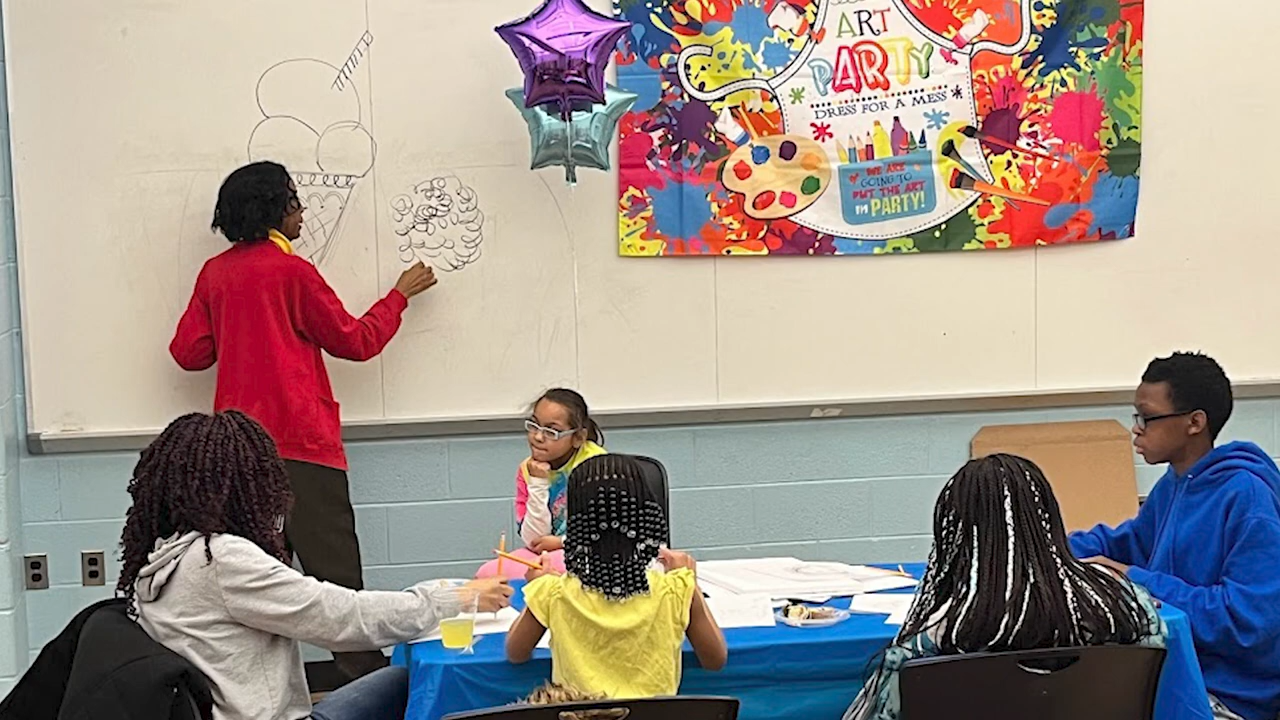 ART
PARTY
DRESS FOR A MESS
WE ARE
GOING TO
PUT THE ART
IN PARTY!